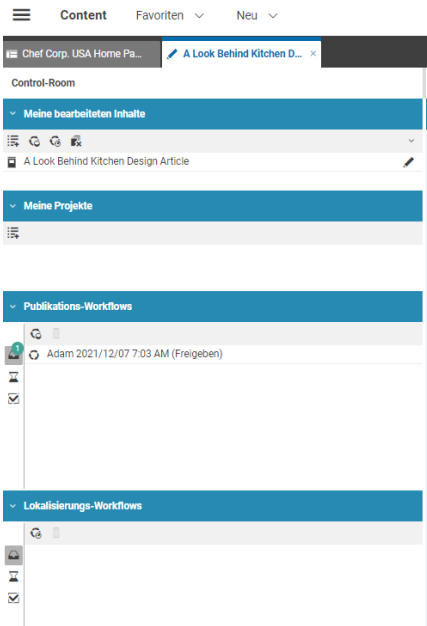 Content Favoriten Neu
Chef Corp. USA Home Pa... A Look Behind Kitchen D... ×
Control-Room
Meine bearbeiteten Inhalte
A Look Behind Kitchen Design Article
Meine Projekte
Publikations-Workflows
1
Adam 2021/12/07 7:03 AM (Freigeben)
Lokalisierungs-Workflows